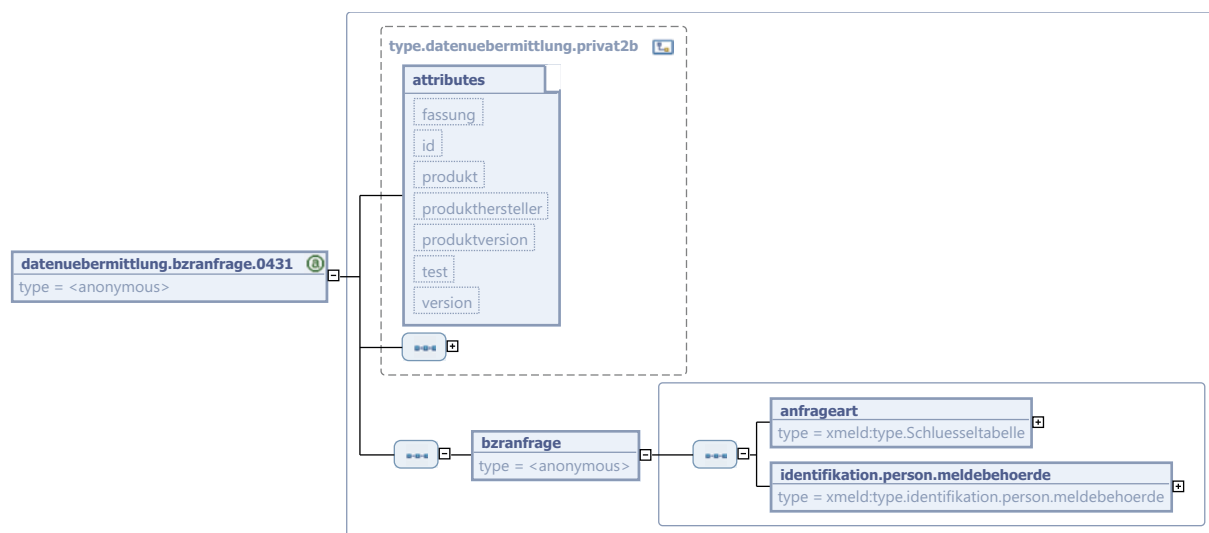 type.datenuebermittlung.privat2b
attributes
fassung
id
produkt
produkthersteller
produktversion
test
version
datenuebermittlung.bzranfrage.0431
type = <anonymous>
bzranfrage
type = <anonymous>
anfrageart
type = xmeld:type.Schluesseltabelle
identifikation.person.meldebehoerde
type = xmeld:type.identifikation.person.meldebehoerde